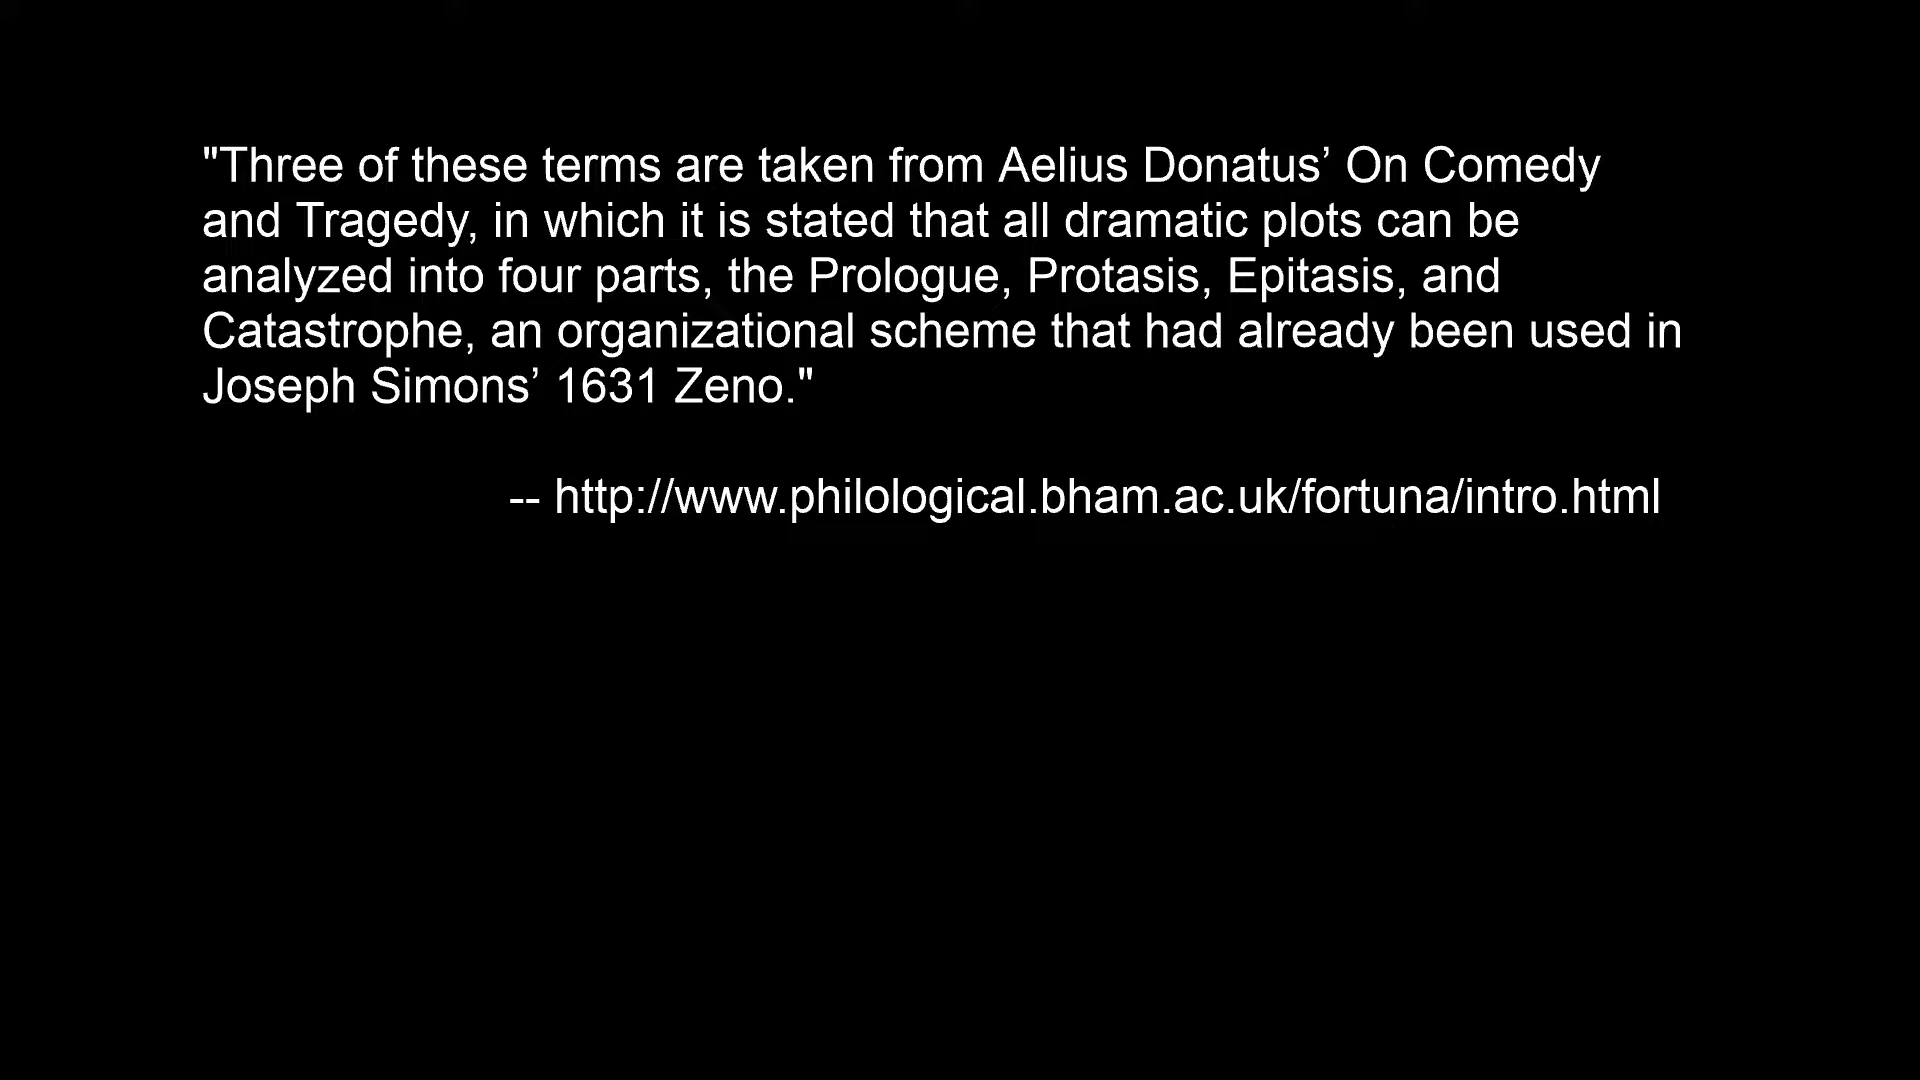 "Three of these terms are taken from Aelius Donatus’ On Comedy
and Tragedy, in which it is stated that all dramatic plots can be
analyzed into four parts, the Prologue, Protasis, Epitasis, and
Catastrophe, an organizational scheme that had already been used in
Joseph Simons’ 1631 Zeno."
-- http://www.philological.bham.ac.uk/fortuna/intro.html